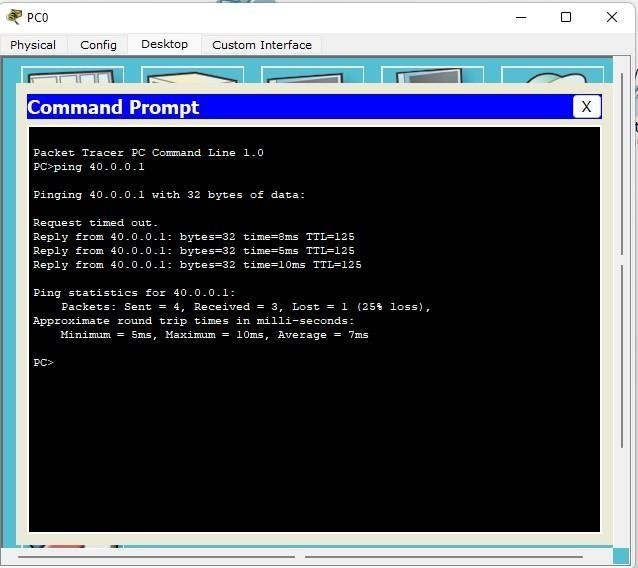 PC0
Physical Config Desktop Custom Interface
Command Prompt
X
Packet Tracer PC Command Line 1.0
PC>ping 40.0.0.1
Pinging 40.0.0.1 with 32 bytes of data:
Request timed out.
Reply from 40.0.0.1: bytes=32 time=8ms TTL=125
Reply from 40.0.0.1: bytes=32 time=5ms TTL=125
Reply from 40.0.0.1: bytes=32 time=10ms TTL=125
Ping statistics for 40.0.0.1:
Packets: Sent = 4, Received = 3, Lost = 1 (25% loss),
Approximate round trip times in milli-seconds:
Minimum = 5ms, Maximum = 10ms, Average = 7ms
PC>